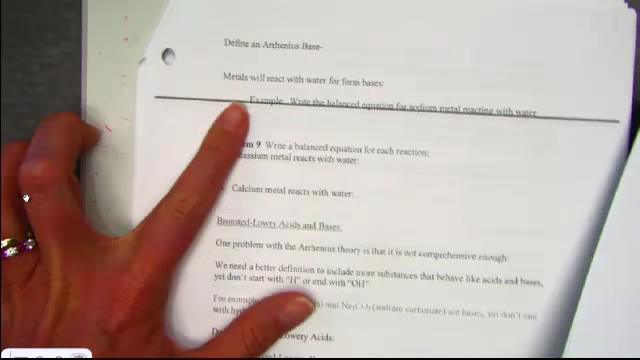 Define an Arrhenius Base-
Metals will react with water for form bases:
Example. Write the balanced equation for sodium metal reacting with water
9 Write a balanced equation for each reaction:
metal reacts with water:
Calcium metal reacts with water:
Bronsted-Lowry Acids and Bases
One problem with the Arrhenius theory is that it is not comprehensive enough:
We need a better definition to include more substances that behave like acids and bases,
yet don't start with "H" or end with "OH"
For example and Na₂CO₃ (sodium carbonate) are bases, yet don't end
with
Acids: